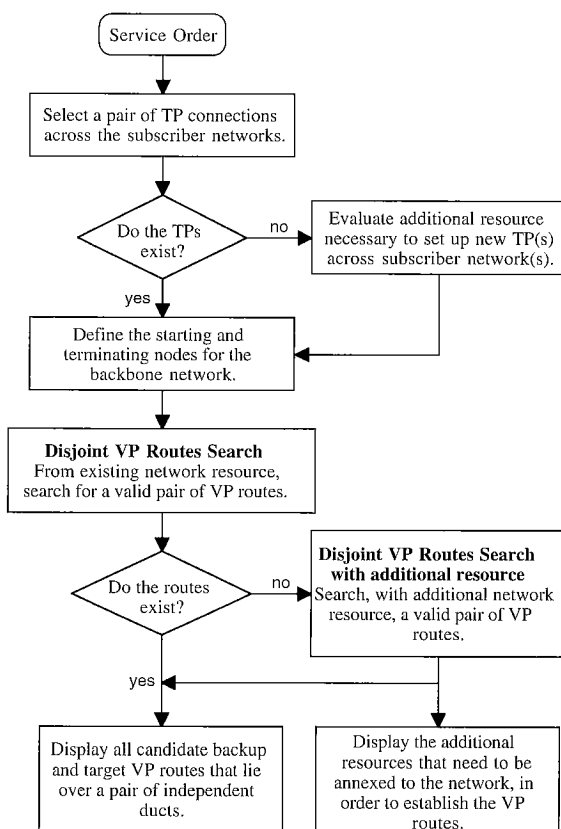 Service Order
Select a pair of TP connections
across the subscriber networks.
Do the TPs
exist?
no
Evaluate additional resource
necessary to set up new TP(s)
across subscriber network(s).
yes
Define the starting and
terminating nodes for the
backbone network.
Disjoint VP Routes Search
From existing network resource,
search for a valid pair of VP routes.
Do the routes
exist?
no
Disjoint VP Routes Search
with additional resource
Search, with additional network
resource, a valid pair of VP
routes.
yes
Display all candidate backup
and target VP routes that lie
over a pair of independent
ducts.
Display the additional
resources that need to be
annexed to the network, in
order to establish the VP
routes.